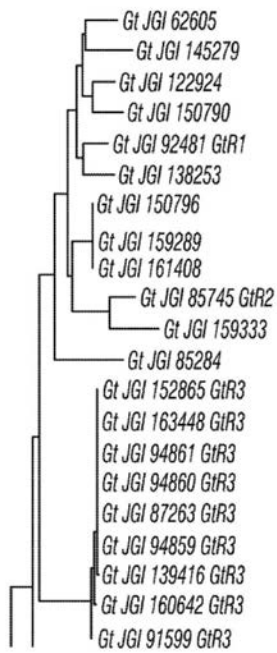 Gt JGI 62605
Gt JGI 145279
Gt JGI 122924
Gt JGI 150790
Gt JGI 92481 GtR1
Gt JGI 138253
Gt JGI 150796
Gt JGI 159289
Gt JGI 161408
Gt JGI 85745 GtR2
Gt JGI 159333
Gt JGI 85284
Gt JGI 152865 GtR3
Gt JGI 163448 GtR3
Gt JGI 94861 GtR3
Gt JGI 94860 GtR3
Gt JGI 87263 GtR3
Gt JGI 94859 GtR3
Gt JGI 139416 GtR3
Gt JGI 160642 GtR3
Gt JGI 91599 GtR3